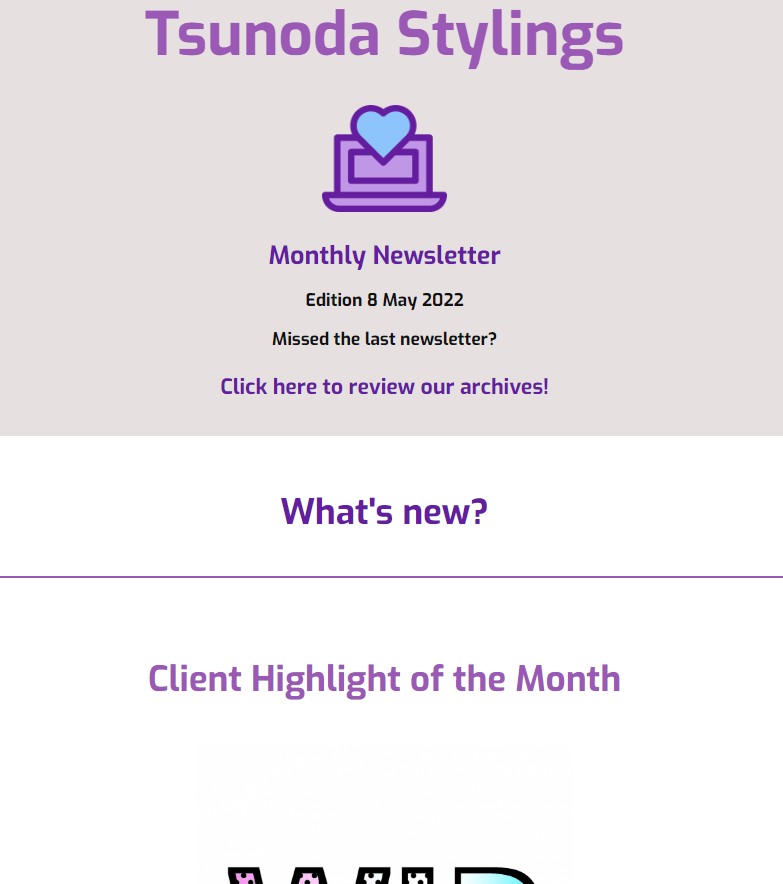 Tsunoda Stylings
Monthly Newsletter
Edition 8 May 2022
Missed the last newsletter?
Click here to review our archives!
What's new?
Client Highlight of the Month